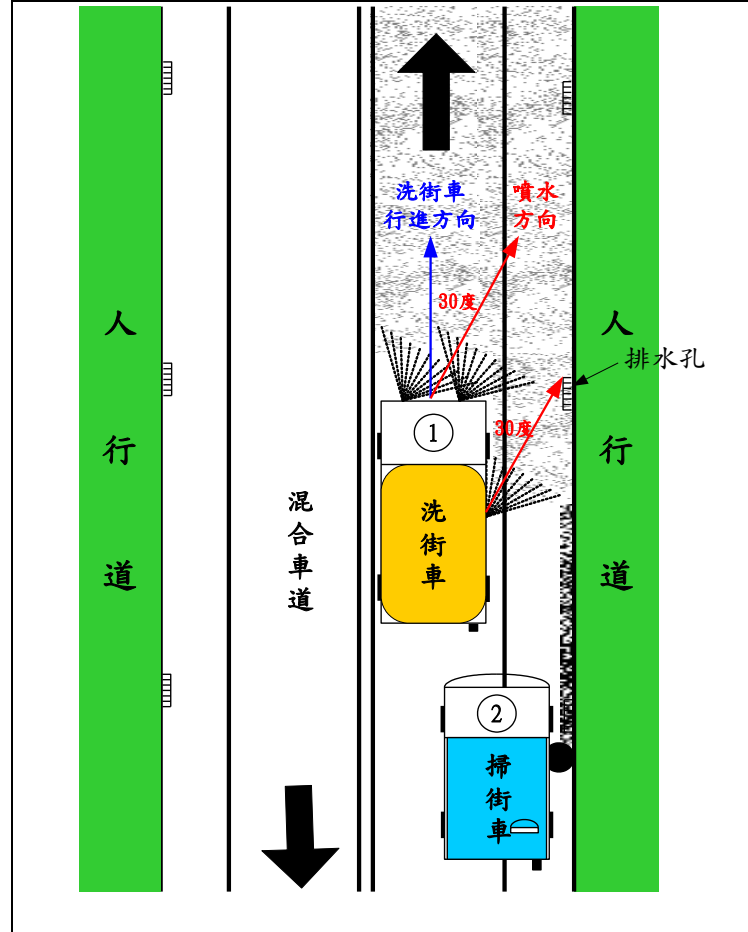 洗街車
行進方向
噴水
方向
30度
人行道
人行道
排水孔
①
30度
混合車道
洗街車
②
掃街車